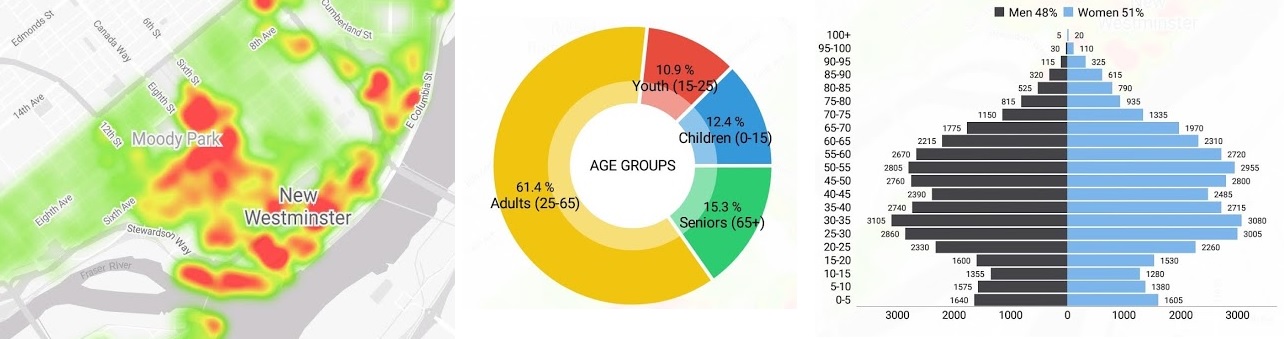 Edmonds St
Canada Way
6th St
8th Ave
Cumberland St
E Columbia St
14th Ave
12th St
Eighth St
Sixth St
Moody Park
Eighth Ave
Sixth Ave
New
Westminster
Stewardson Way
Fraser River
10.9 %
Youth (15-25)
12.4 %
Children (0-15)
AGE GROUPS
61.4 %
Adults (25-65)
15.3 %
Seniors (65+)
Men 48% Women 51%
100+ 5 20
95-100 30 110
90-95 115 325
85-90 320 615
80-85 525 790
75-80 815 935
70-75 1150 1335
65-70 1775 1970
60-65 2215 2310
55-60 2670 2720
50-55 2805 2955
45-50 2760 2800
40-45 2390 2485
35-40 2740 2715
30-35 3105 3080
25-30 2860 3005
20-25 2330 2260
15-20 1600 1530
10-15 1355 1280
5-10 1575 1380
0-5 1640 1605
3000 2000 1000 0 1000 2000 3000